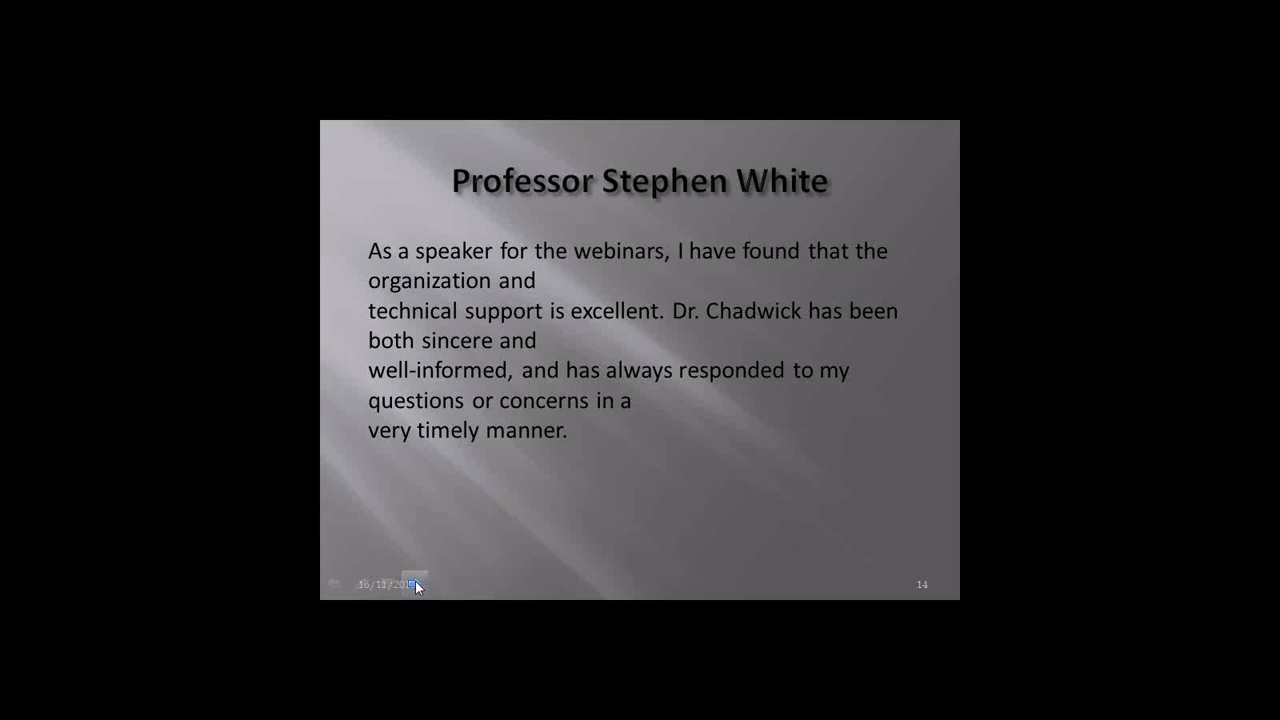 Professor Stephen White
As a speaker for the webinars, I have found that the
organization and
technical support is excellent. Dr. Chadwick has been
both sincere and
well-informed, and has always responded to my
questions or concerns in a
very timely manner.
14